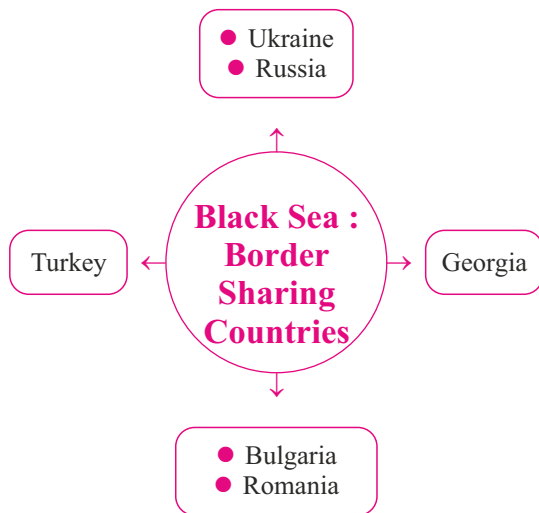 ● Ukraine
● Russia
Black Sea :
Border
Sharing
Countries
Turkey
Georgia
● Bulgaria
● Romania